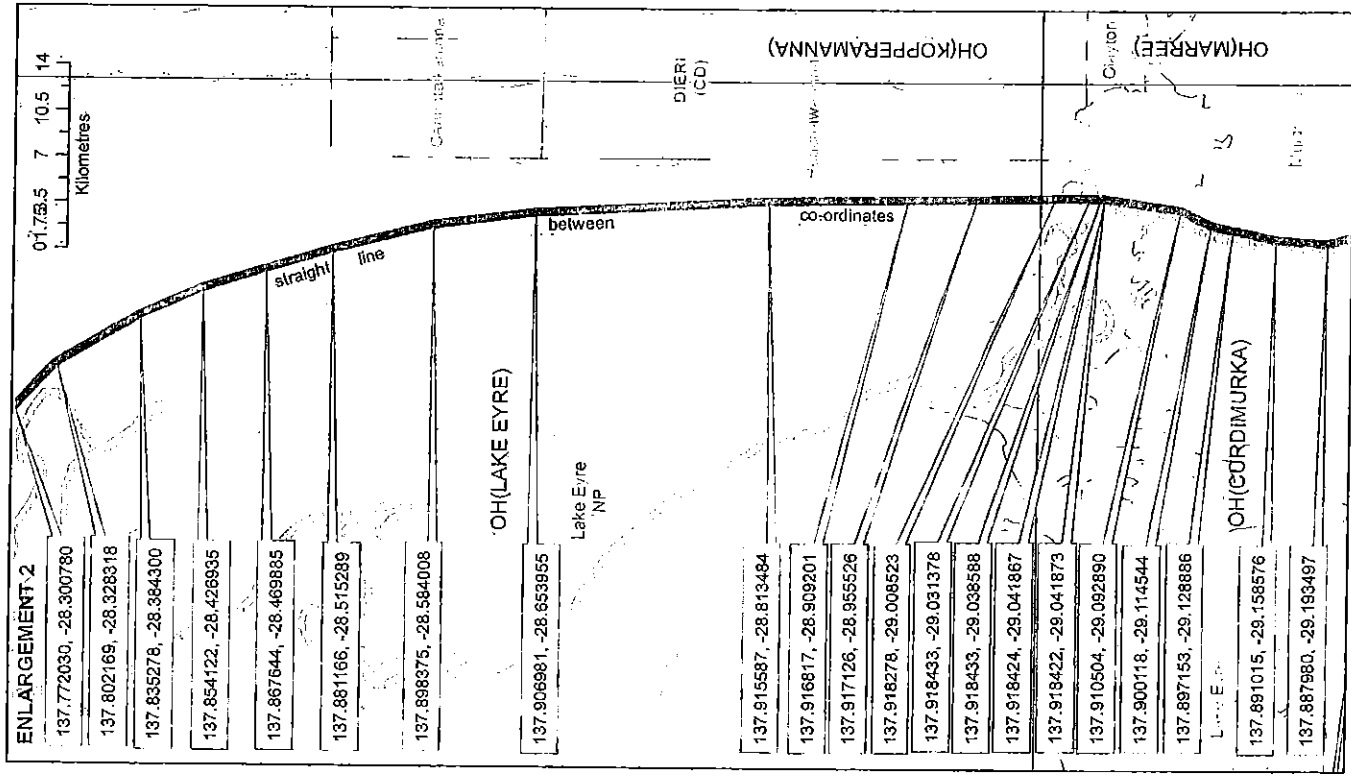 ENLARGEMENT 2
137.772030, -28.300780
137.802169, -28.328318
137.835278, -28.384300
137.854122, -28.426935
137.867644, -28.469885
137.881166, -28.515289
137.898375, -28.584008
137.906981, -28.653955
137.915587, -28.813484
137.916817, -28.909201
137.917126, -28.955526
137.918278, -29.008523
137.918433, -29.031378
137.918433, -29.038588
137.918424, -29.041867
137.918422, -29.041873
137.910504, -29.092890
137.900118, -29.114544
137.897153, -29.128886
137.891015, -29.158576
137.887980, -29.193497
OH(LAKE EYRE)
Lake Eyre
NP
OH(CURDIMURKA)
straight
line
between
co-ordinates
0 1.75 3.5 7 10.5 14
Kilometres
DIERI
(CD)
Clayton
OH(KOPPERAMANNA)
OH(MARREE)